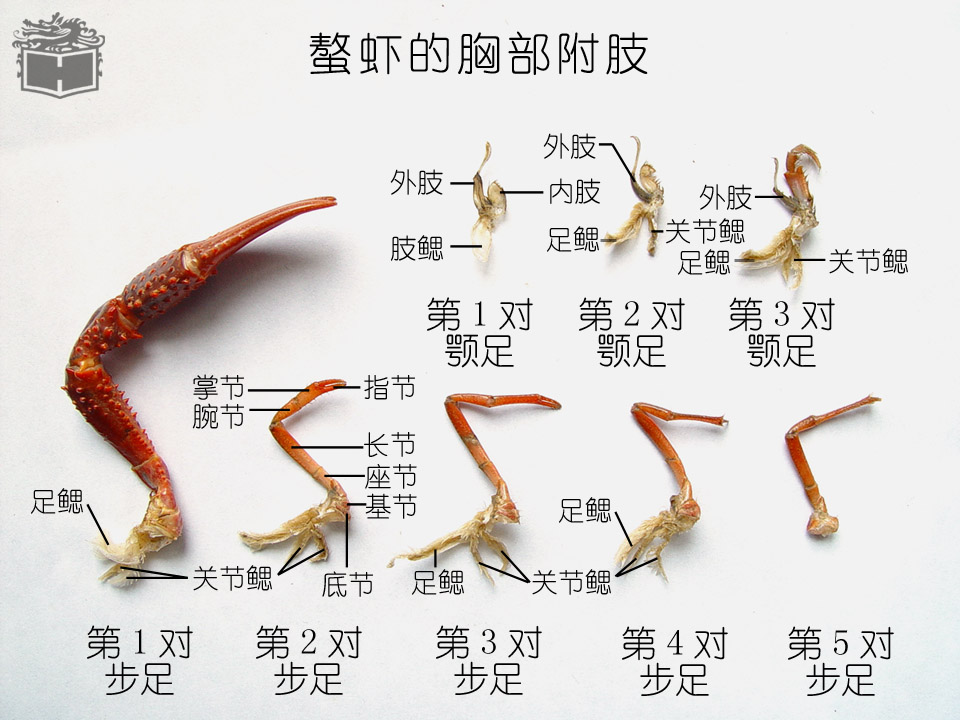 螯虾的胸部附肢
外肢
外肢
内肢
外肢
肢鳃
足鳃
关节鳃
足鳃
关节鳃
第1对
颚足
第2对
颚足
第3对
颚足
掌节
指节
腕节
长节
座节
基节
足鳃
足鳃
关节鳃
底节
足鳃
关节鳃
第1对
步足
第2对
步足
第3对
步足
第4对
步足
第5对
步足